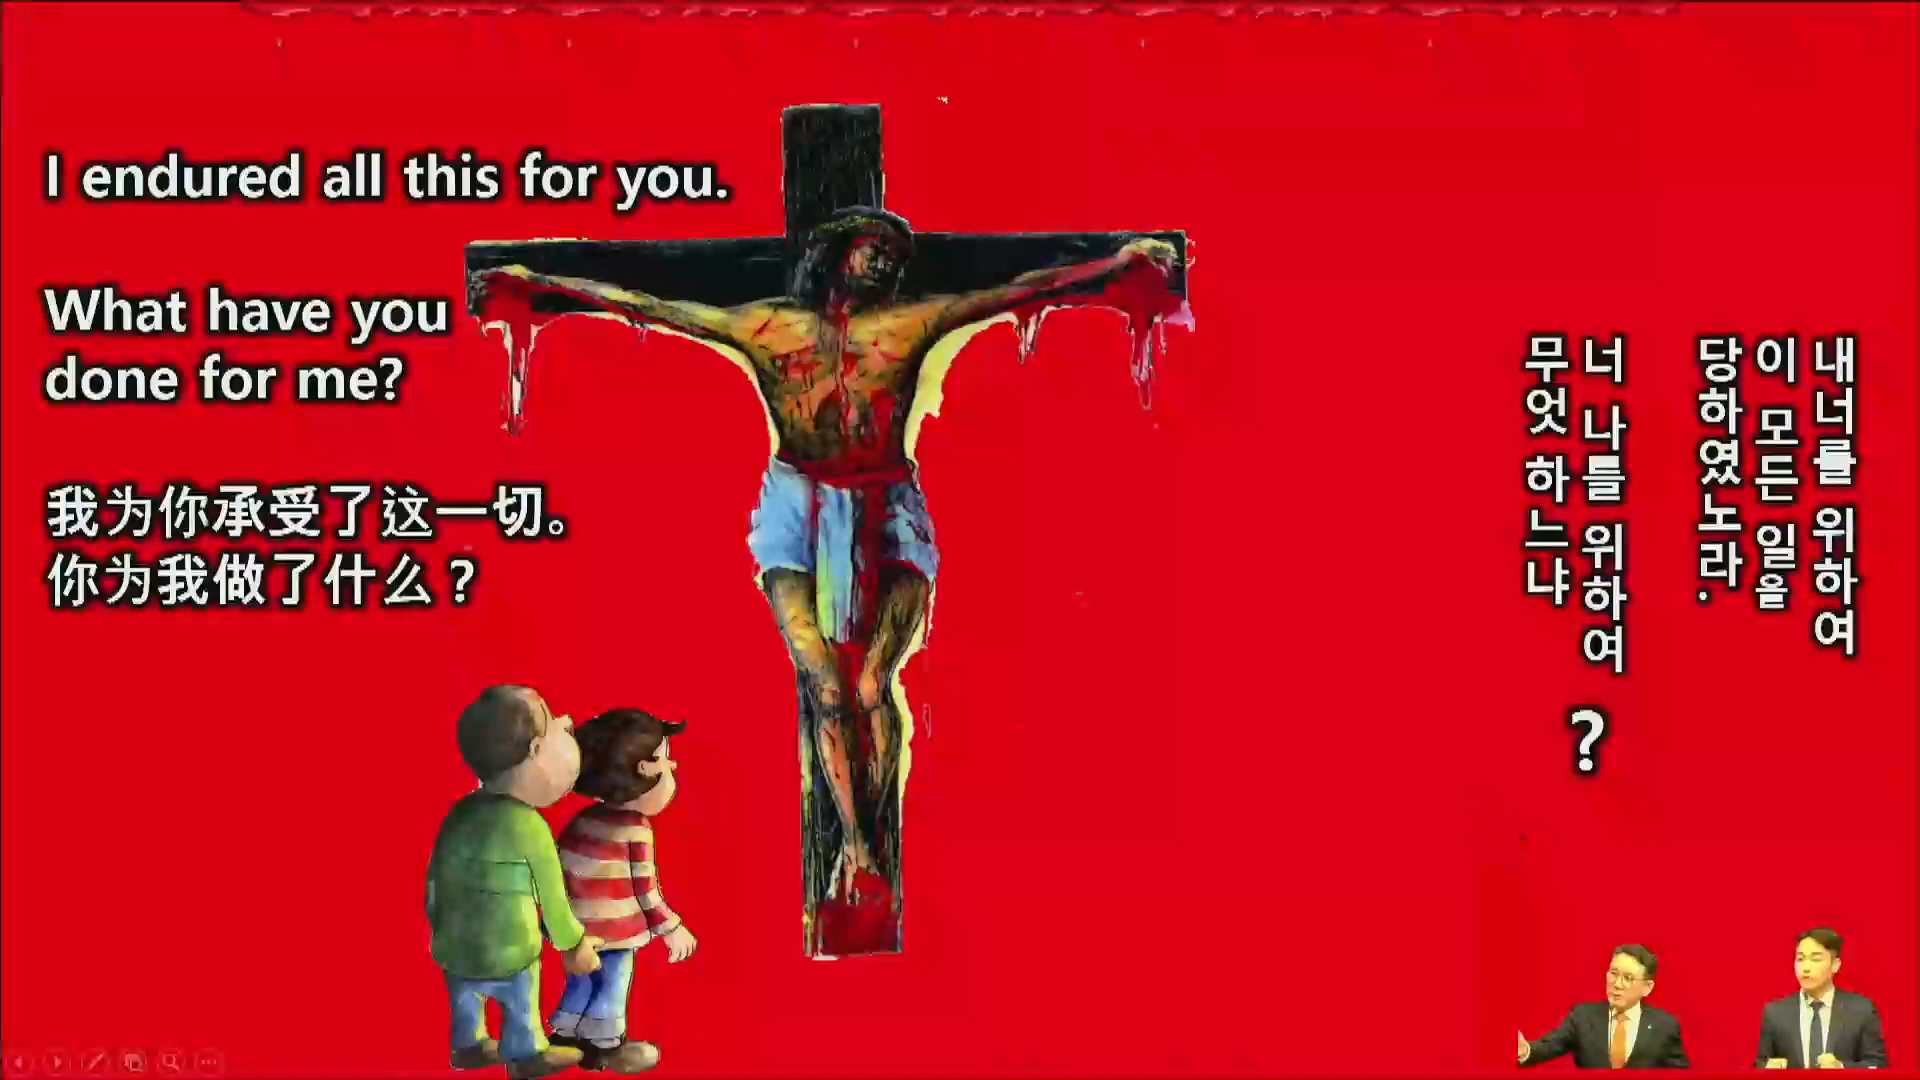 I endured all this for you.
What have you
done for me?
我为你承受了这一切。
你为我做了什么？
내너를 위하여
이 모든 일을
당하였노라.
너 나를 위하여
무엇 하느냐
?